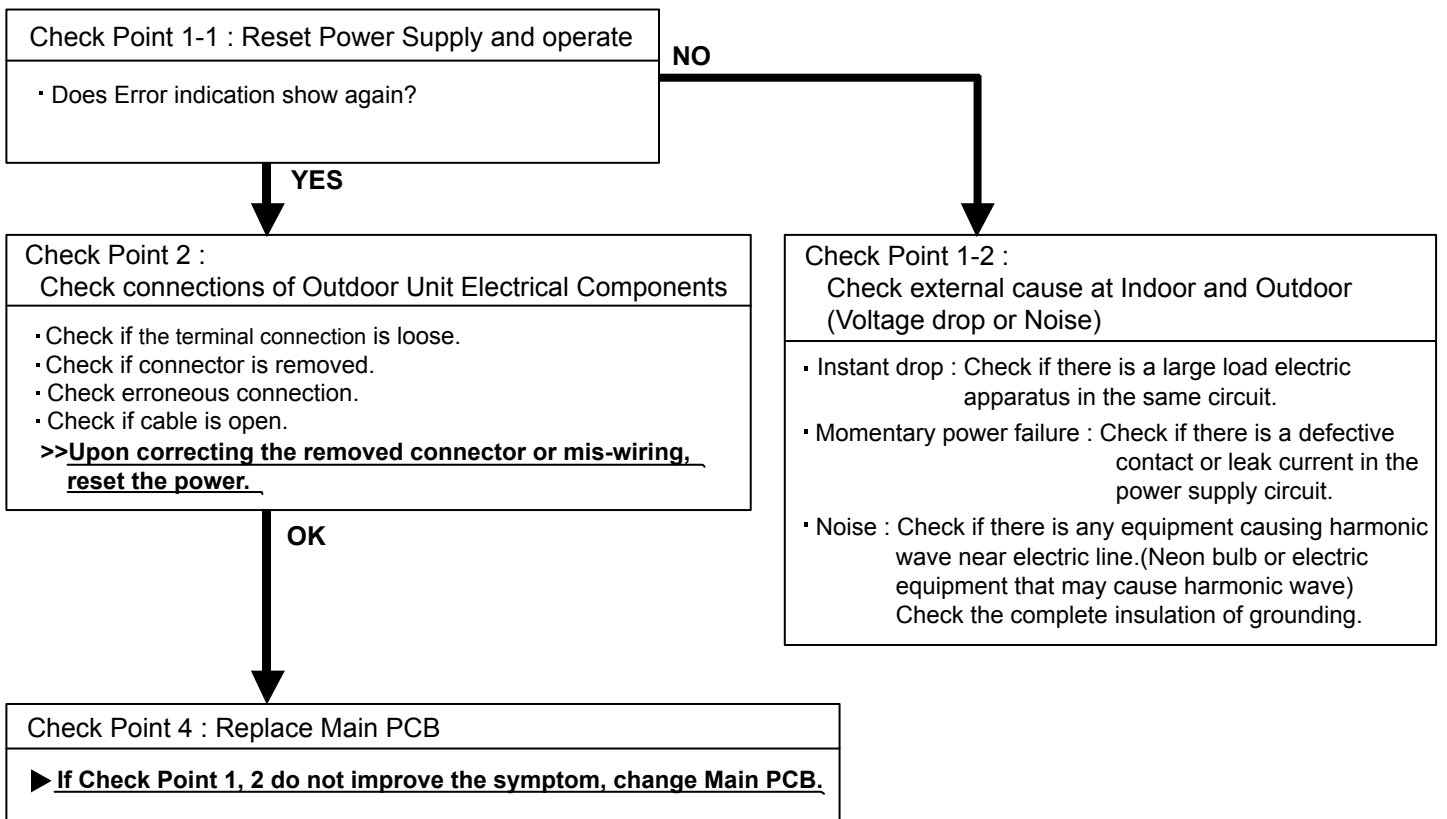 Check Point 1-1 : Reset Power Supply and operate
· Does Error indication show again?
NO
YES
Check Point 2 :
Check connections of Outdoor Unit Electrical Components
· Check if the terminal connection is loose.
· Check if connector is removed.
· Check erroneous connection.
· Check if cable is open.
>>Upon correcting the removed connector or mis-wiring,
reset the power.
OK
Check Point 1-2 :
Check external cause at Indoor and Outdoor
(Voltage drop or Noise)
· Instant drop : Check if there is a large load electric
apparatus in the same circuit.
· Momentary power failure : Check if there is a defective
contact or leak current in the
power supply circuit.
· Noise : Check if there is any equipment causing harmonic
wave near electric line.(Neon bulb or electric
equipment that may cause harmonic wave)
Check the complete insulation of grounding.
Check Point 4 : Replace Main PCB
▶ If Check Point 1, 2 do not improve the symptom, change Main PCB.